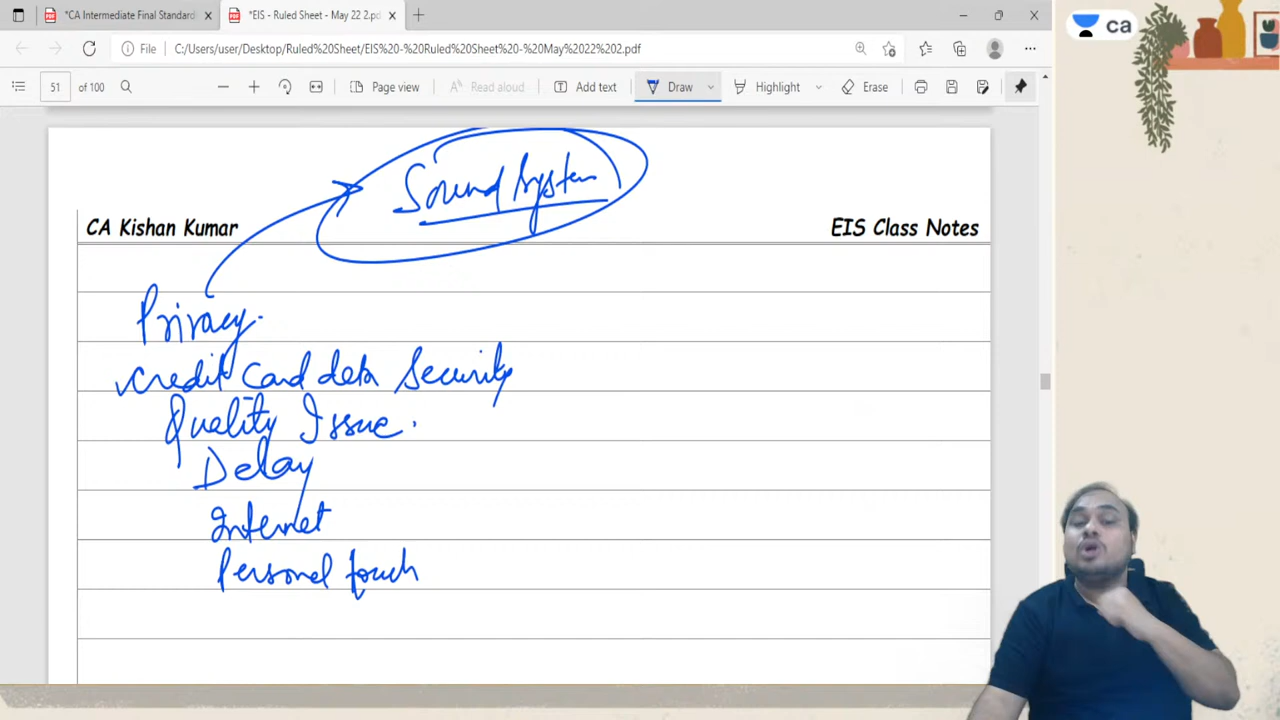 *CA Intermediate Final Standard
*EIS - Ruled Sheet - May 22 2.pd
File
C:/Users/user/Desktop/Ruled%20Sheet/EIS%20-%20Ruled%20Sheet%20-%20May%2022%202.pdf
ca
51 of 100
Page view
Read aloud
Add text
Draw
Highlight
Erase
Sound System
CA Kishan Kumar
EIS Class Notes
Privacy.
Credit Card data Security
Quality Issue.
Delay
Internet
Personal touch